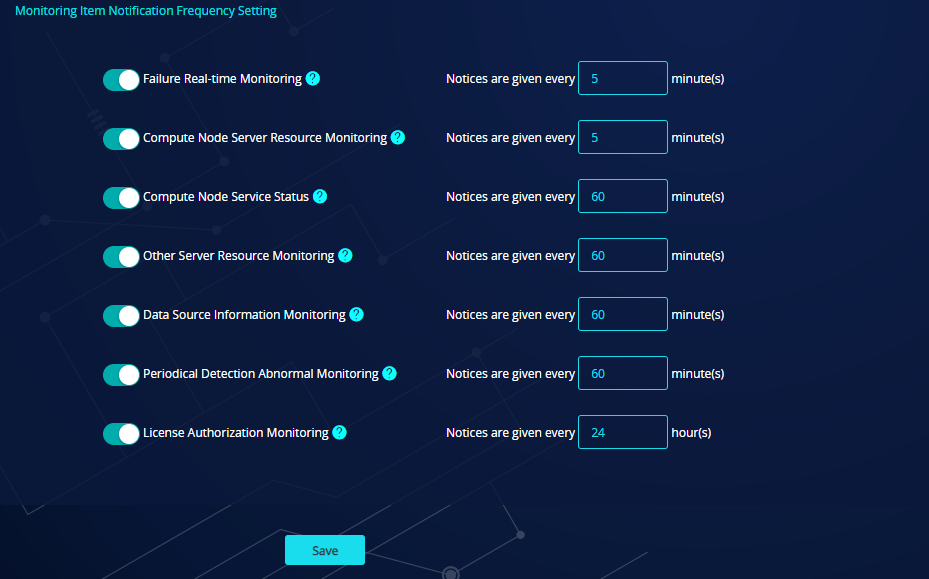 Monitoring Item Notification Frequency Setting
Failure Real-time Monitoring ? Notices are given every 5 minute(s)
Compute Node Server Resource Monitoring ? Notices are given every 5 minute(s)
Compute Node Service Status ? Notices are given every 60 minute(s)
Other Server Resource Monitoring ? Notices are given every 60 minute(s)
Data Source Information Monitoring ? Notices are given every 60 minute(s)
Periodical Detection Abnormal Monitoring ? Notices are given every 60 minute(s)
License Authorization Monitoring ? Notices are given every 24 hour(s)
Save